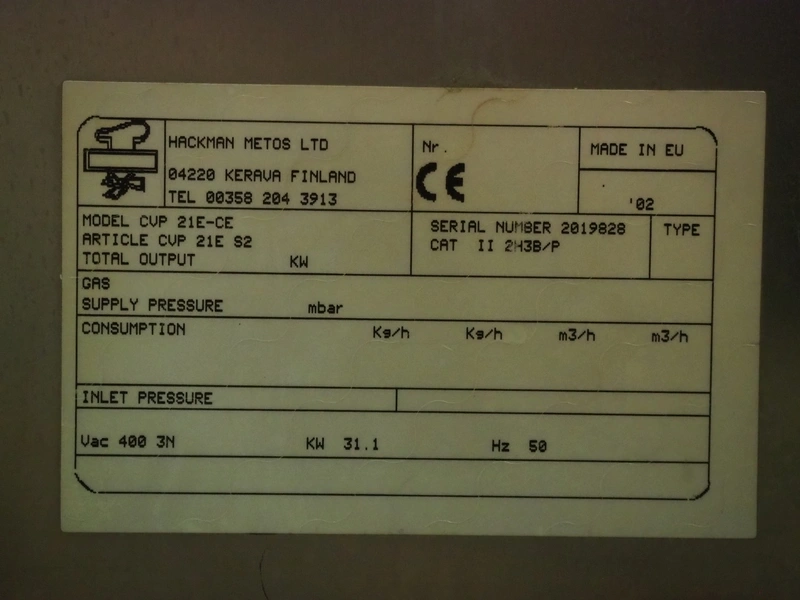 HACKMAN METOS LTD
04220 KERAVA FINLAND
TEL 00358 204 3913
Nr.
CE
MADE IN EU
'02
MODEL CVP 21E-CE
ARTICLE CVP 21E S2
TOTAL OUTPUT KW
SERIAL NUMBER 2019828
CAT II 2H3B/P
TYPE
GAS
SUPPLY PRESSURE mbar
CONSUMPTION Kg/h Kg/h m3/h m3/h
INLET PRESSURE
Vac 400 3N KW 31.1 Hz 50